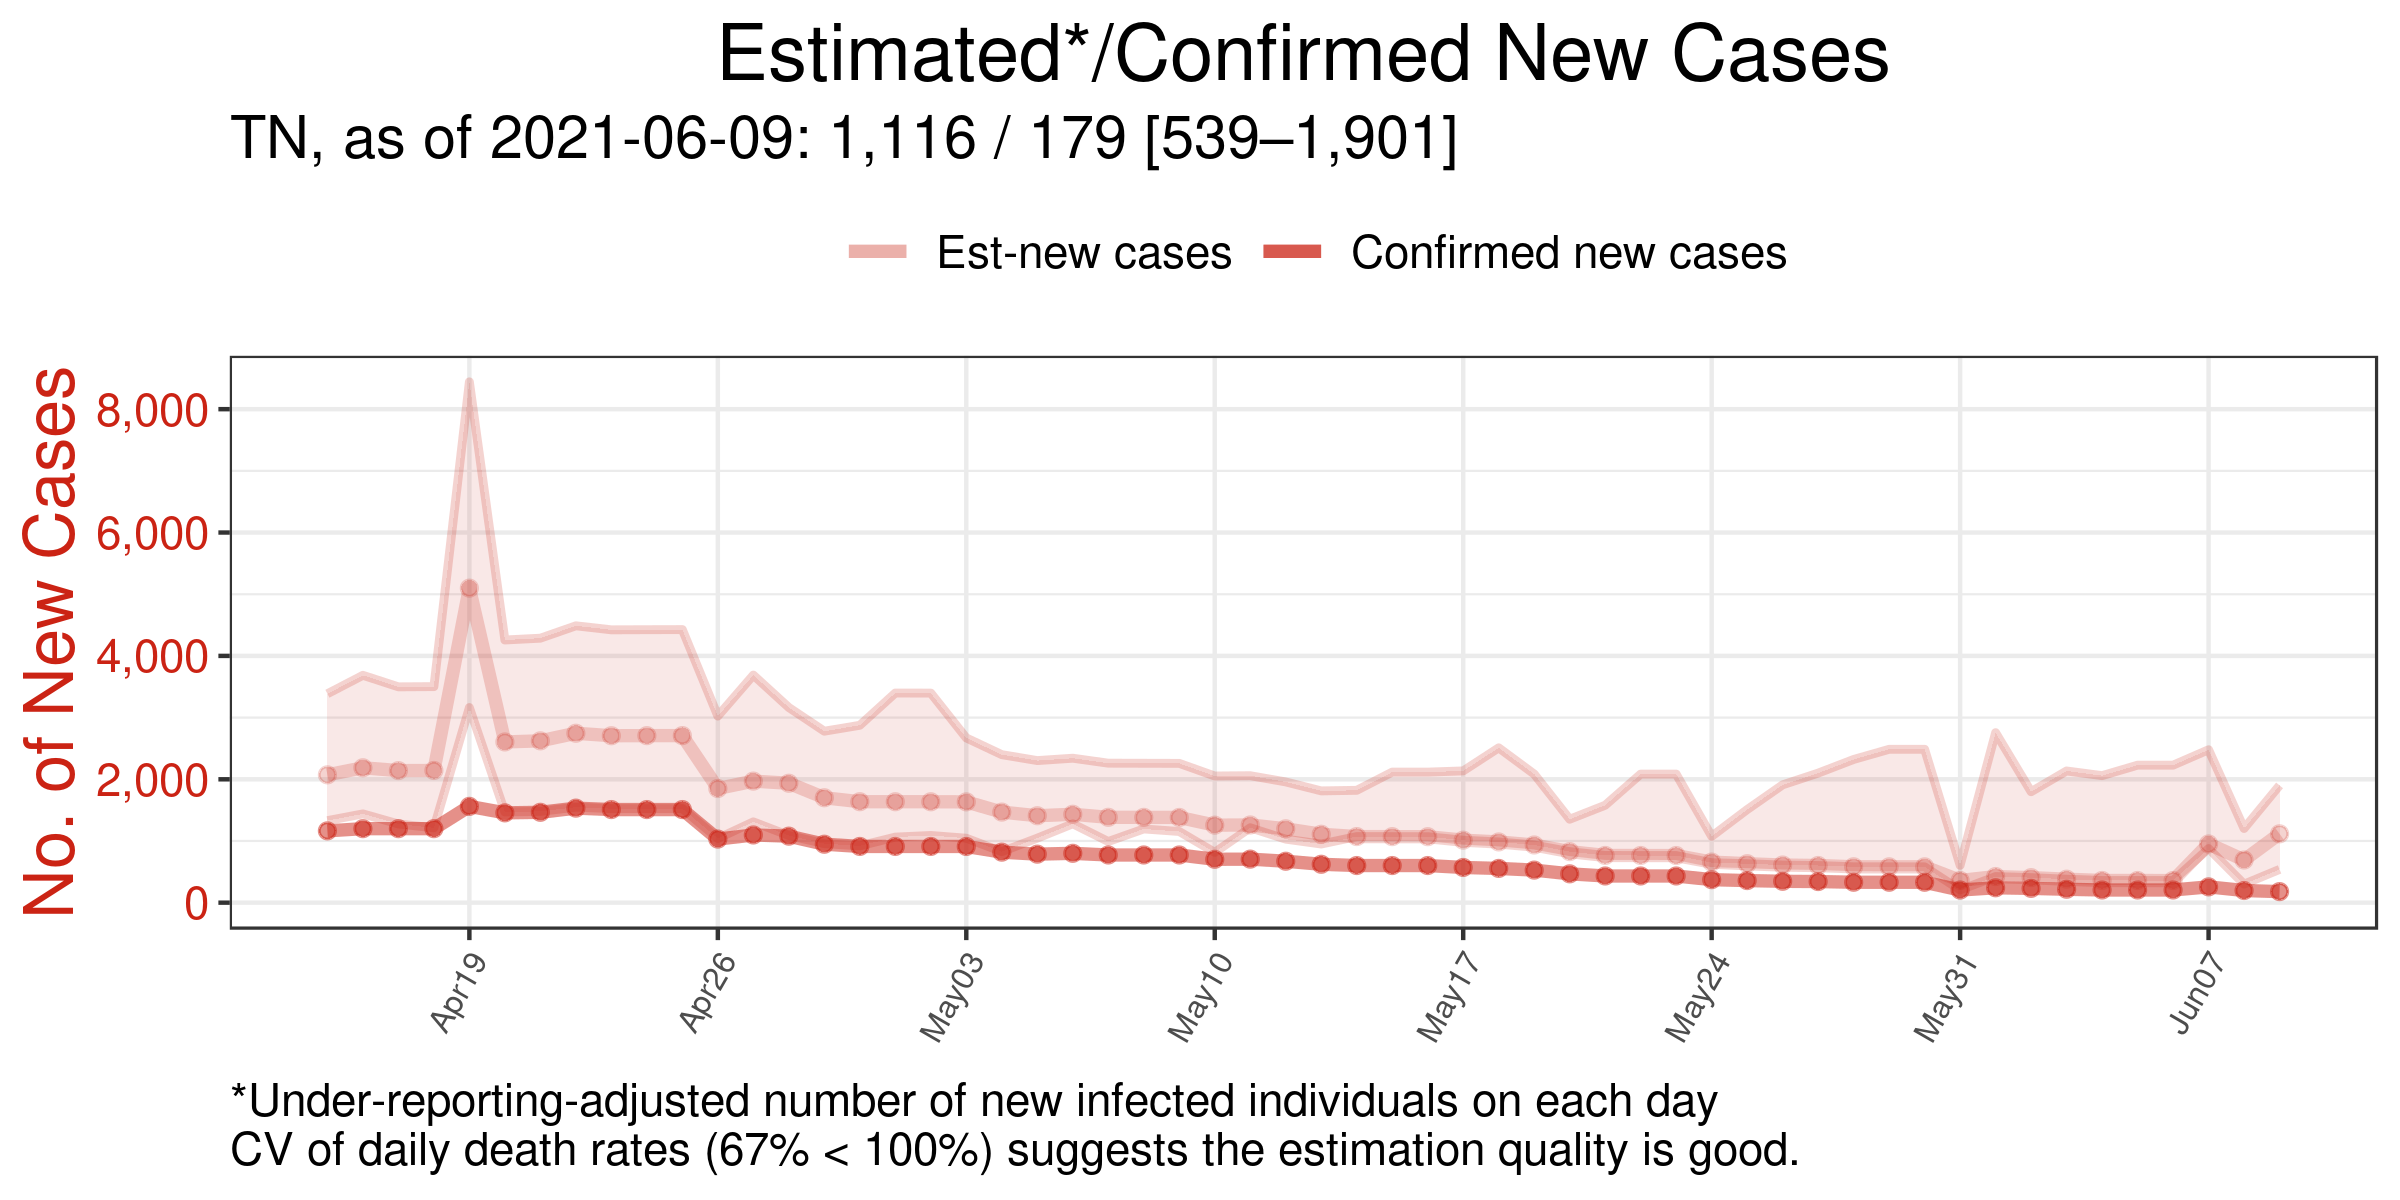 Estimated*/Confirmed New Cases
TN, as of 2021-06-09: 1,116 / 179 [539–1,901]
Est-new cases
Confirmed new cases
No. of New Cases
8,000
6,000
4,000
2,000
0
Apr19
Apr26
May03
May10
May17
May24
May31
Jun07
*Under-reporting-adjusted number of new infected individuals on each day
CV of daily death rates (67% < 100%) suggests the estimation quality is good.